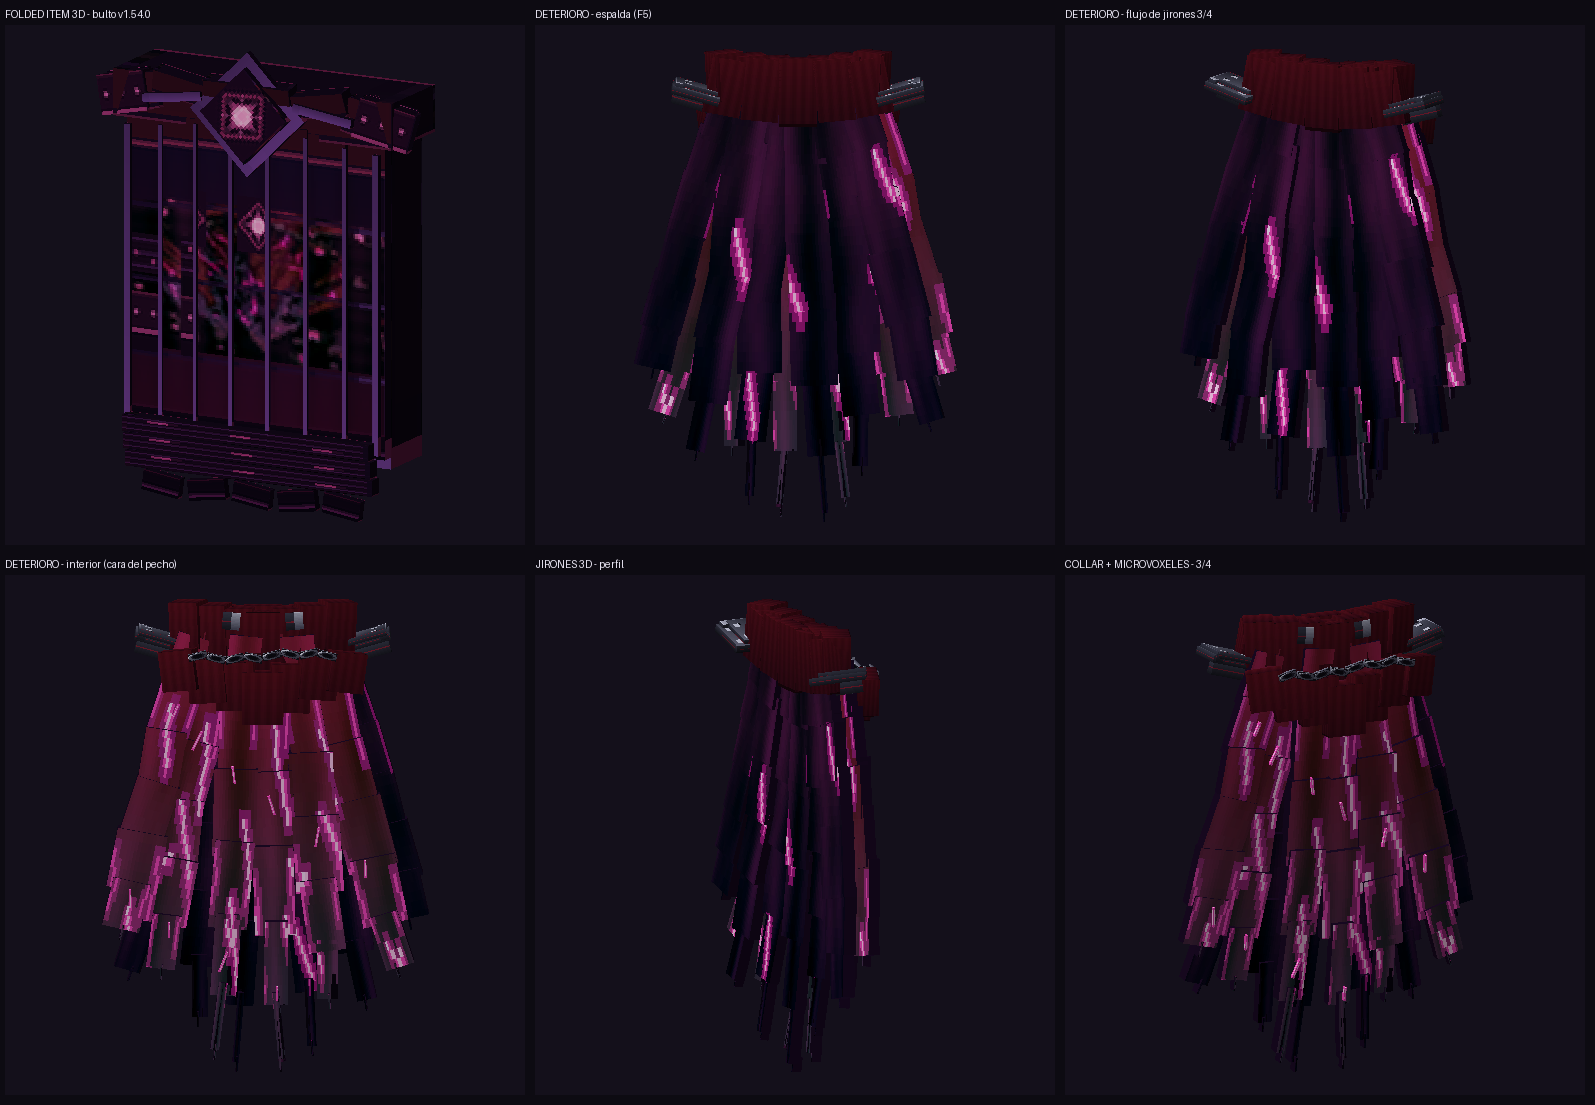 FOLDED ITEM 3D - bulto v1.54.0
DETERIORO - espalda (F5)
DETERIORO - flujo de jirones 3/4
DETERIORO - interior (cara del pecho)
JIRONES 3D - perfil
COLLAR + MICROVOXELES - 3/4